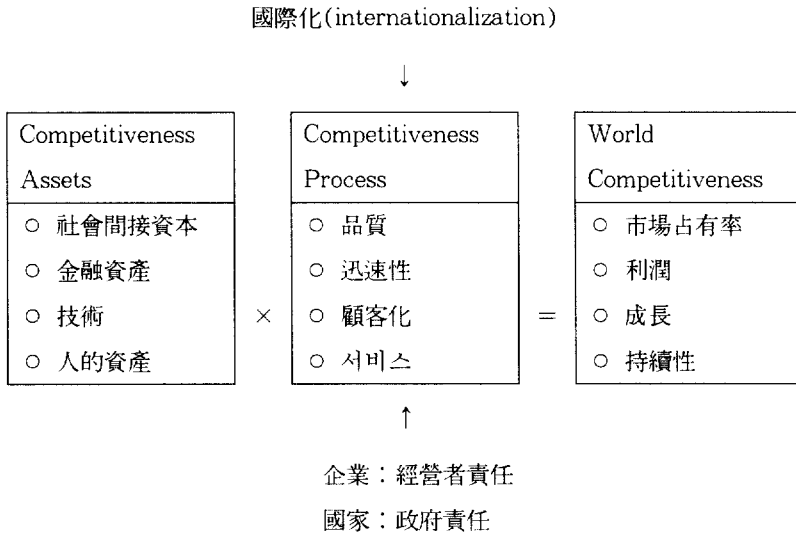 國際化(internationalization)
↓
Competitiveness
Assets
○ 社會間接資本
○ 金融資產
○ 技術
○ 人的資產
×
Competitiveness
Process
○ 品質
○ 迅速性
○ 顧客化
○ 서비스
=
World
Competitiveness
○ 市場占有率
○ 利潤
○ 成長
○ 持續性
↑
企業：經營者責任
國家：政府責任